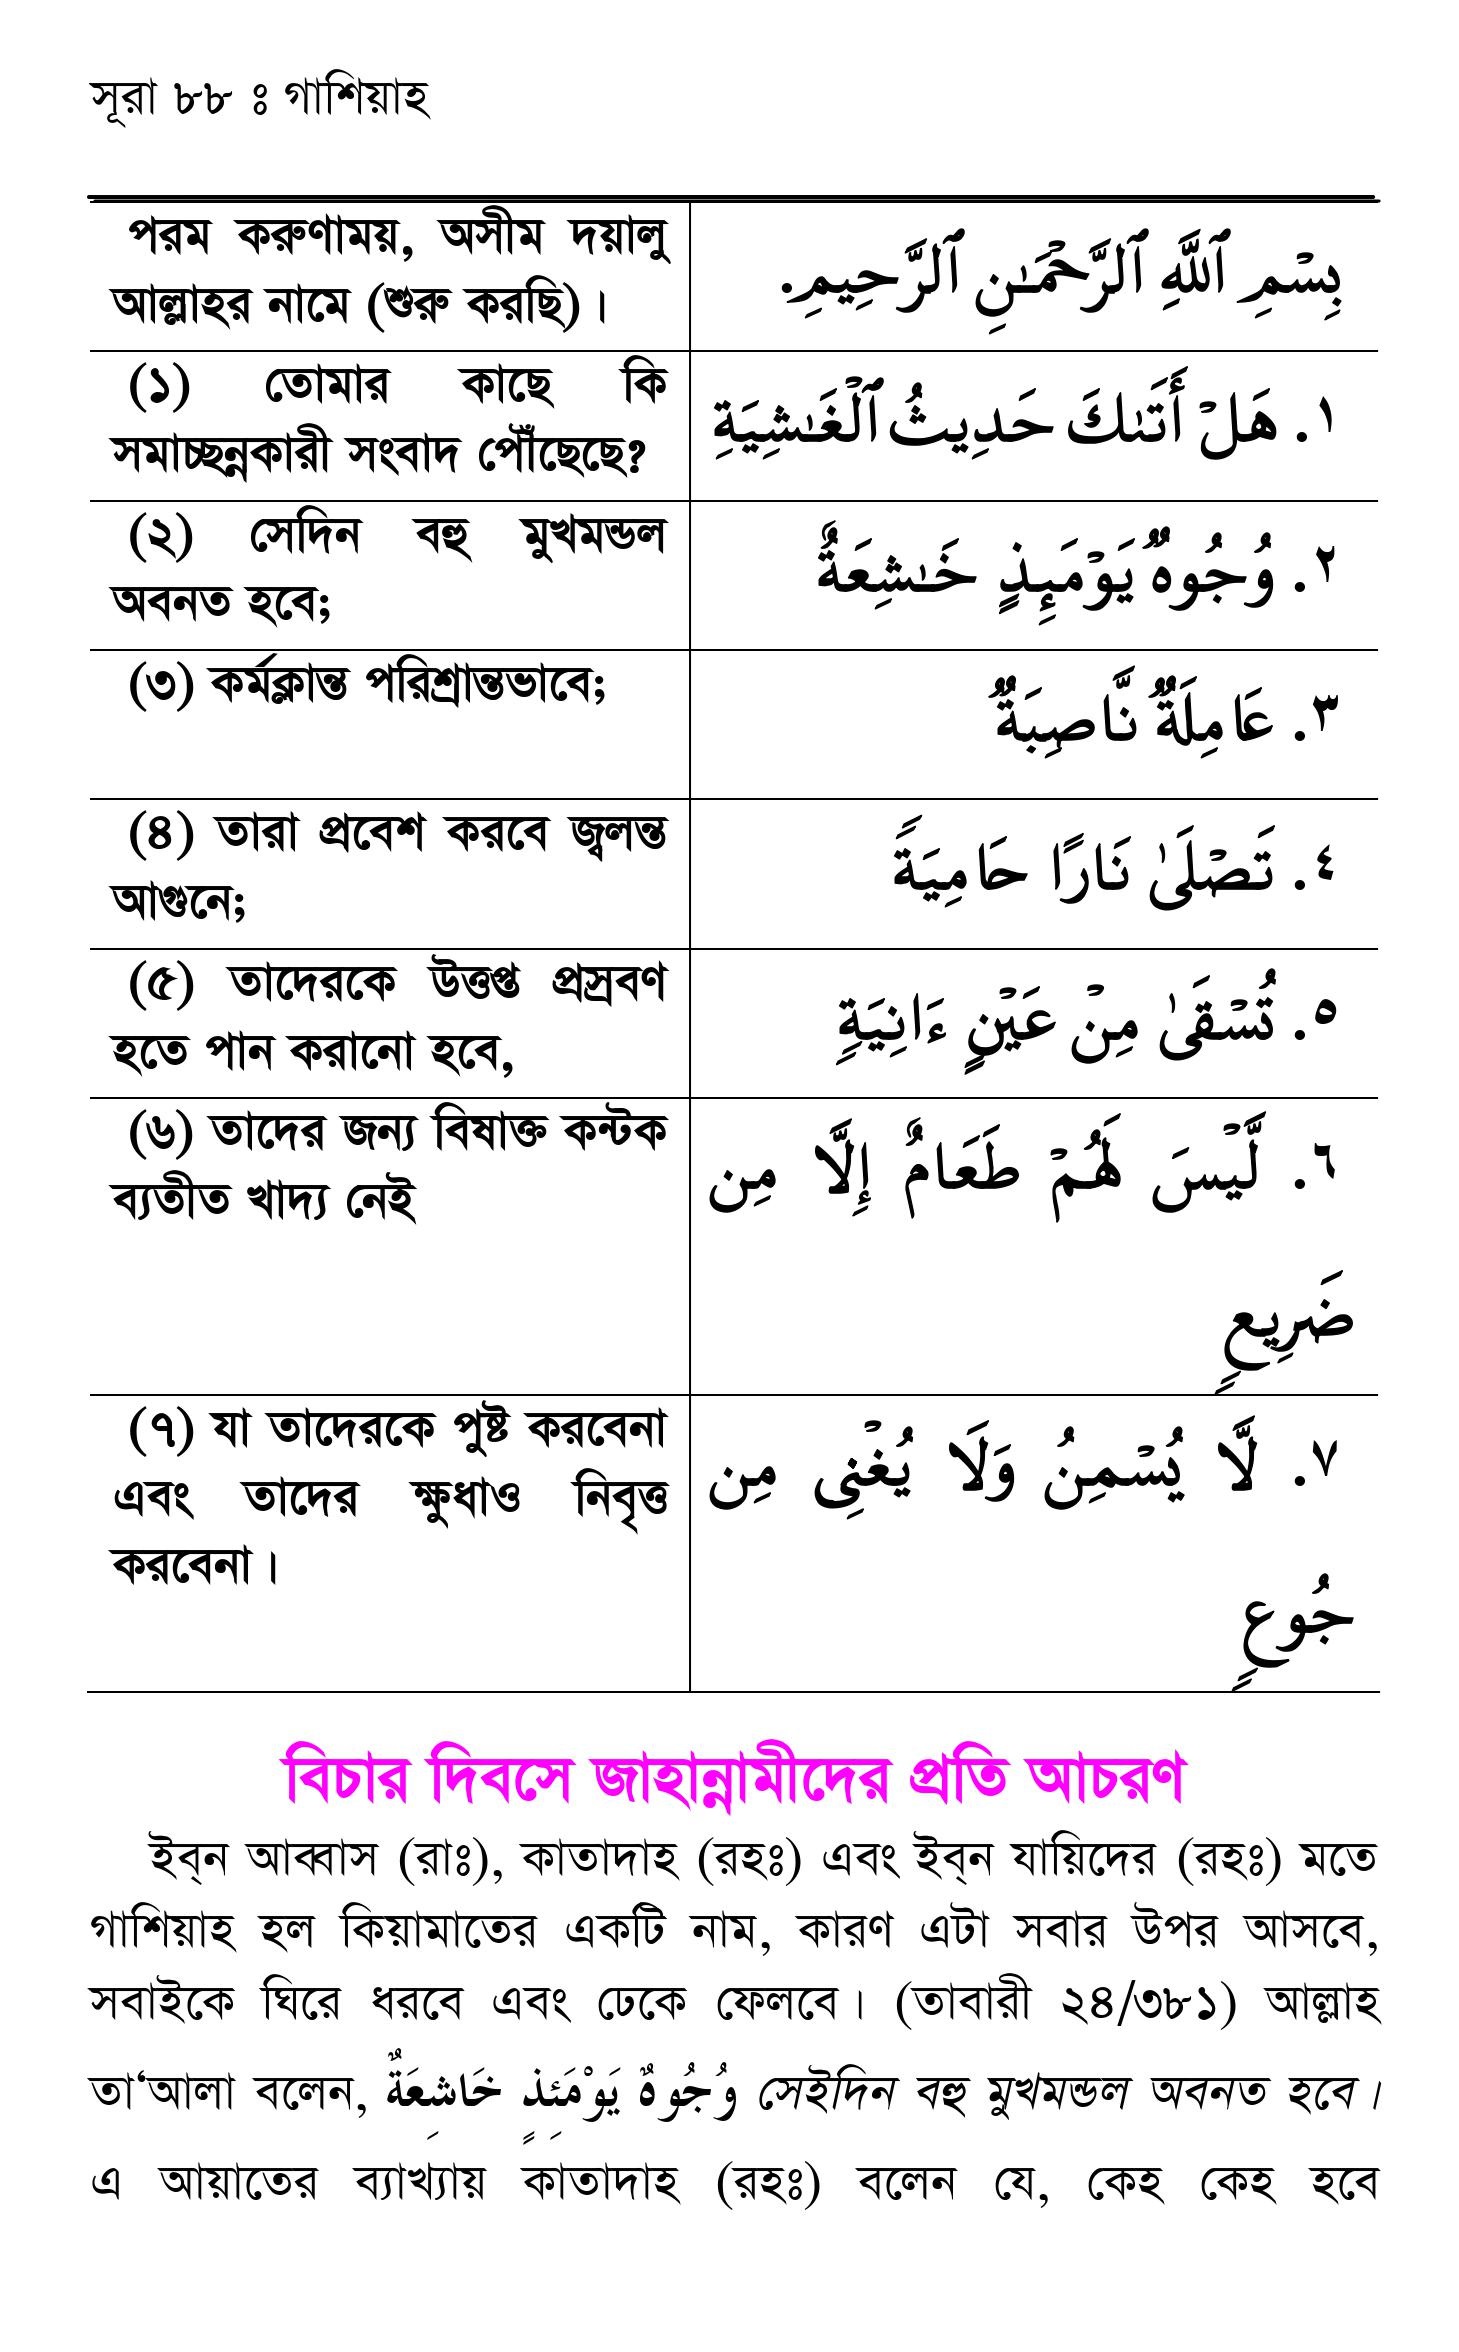 সূরা ৮৮ ঃ গাশিয়াহ
পরম করুণাময়, অসীম দয়ালু
আল্লাহর নামে (শুরু করছি)।
بِسۡمِ ٱللَّهِ ٱلرَّحۡمَـٰنِ ٱلرَّحِيمِ.
(১) তোমার কাছে কি
সমাচ্ছন্নকারী সংবাদ পৌঁছেছে?
١. هَلۡ أَتَىٰكَ حَدِيثُ ٱلۡغَـٰشِيَةِ
(২) সেদিন বহু মুখমন্ডল
অবনত হবে;
٢. وُجُوهٌ يَوۡمَئِذٍ خَـٰشِعَةٌ
(৩) কর্মক্লান্ত পরিশ্রান্তভাবে;
٣. عَامِلَةٌ نَّاصِبَةٌ
(৪) তারা প্রবেশ করবে জ্বলন্ত
আগুনে;
٤. تَصۡلَىٰ نَارًا حَامِيَةً
(৫) তাদেরকে উত্তপ্ত প্রস্রবণ
হতে পান করানো হবে,
٥. تُسۡقَىٰ مِنۡ عَيۡنٍ ءَانِيَةٍ
(৬) তাদের জন্য বিষাক্ত কন্টক
ব্যতীত খাদ্য নেই
٦. لَّيۡسَ لَهُمۡ طَعَامٌ إِلَّا مِن
ضَرِيعٍ
(৭) যা তাদেরকে পুষ্ট করবেনা
এবং তাদের ক্ষুধাও নিবৃত্ত
করবেনা।
٧. لَّا يُسۡمِنُ وَلَا يُغۡنِى مِن
جُوعٍ
বিচার দিবসে জাহান্নামীদের প্রতি আচরণ
ইব্‌ন আব্বাস (রাঃ), কাতাদাহ (রহঃ) এবং ইব্‌ন যায়িদের (রহঃ) মতে
গাশিয়াহ হল কিয়ামাতের একটি নাম, কারণ এটা সবার উপর আসবে,
সবাইকে ঘিরে ধরবে এবং ঢেকে ফেলবে। (তাবারী ২৪/৩৮১) আল্লাহ
তা‘আলা বলেন, وُجُوهٌ يَوْمَئِذٍ خَاشِعَةٌ সেইদিন বহু মুখমন্ডল অবনত হবে।
এ আয়াতের ব্যাখ্যায় কাতাদাহ (রহঃ) বলেন যে, কেহ কেহ হবে